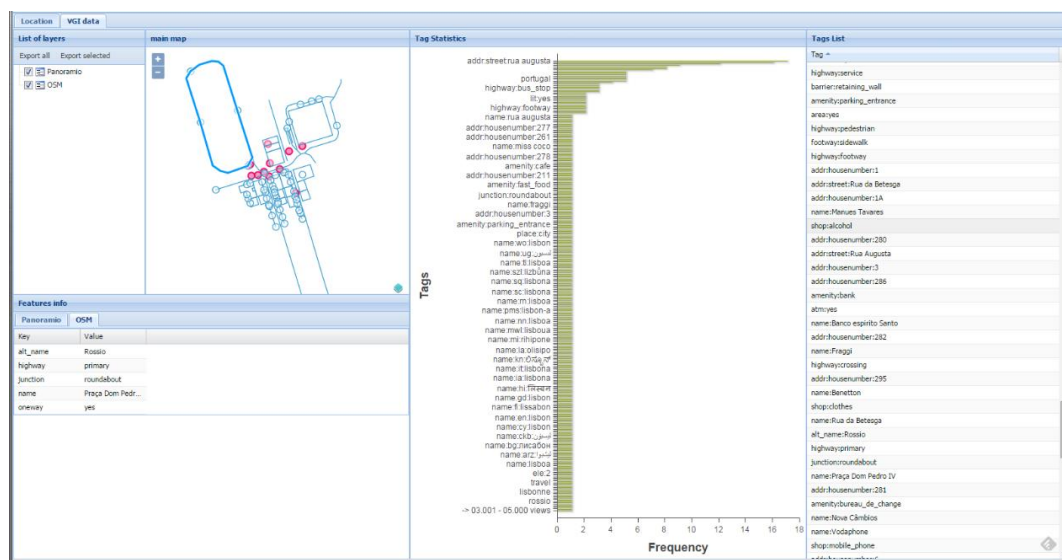 Location VGI data
List of layers
Export all Export selected
Panoramio
OSM
main map
+
−
Features info
Panoramio OSM
Key Value
alt_name Rossio
highway primary
junction roundabout
name Praça Dom Pedr...
oneway yes
Tag Statistics
Tags
addr:street:rua augusta
portugal
highway:bus_stop
lit:yes
highway:footway
name:rua augusta
addr:housenumber:277
addr:housenumber:261
name:miss coco
addr:housenumber:278
amenity:cafe
addr:housenumber:211
amenity:fast_food
junction:roundabout
name:fraggi
addr:housenumber:3
amenity:parking_entrance
place:city
name:wo:lisbon
name:ug:
name:tl:lisboa
name:szl:lizbůna
name:sq:lisbona
name:sc:lisbona
name:rn:lisboa
name:pms:lisbon-a
name:nn:lisboa
name:mwl:lisboua
name:mi:rihipone
name:la:olisipo
name:kn:
name:it:lisbona
name:ia:lisbona
name:hi:
name:gd:lisbon
name:fi:lissabon
name:en:lisbon
name:cy:lisbon
name:ckb:
name:bg:лисабон
name:arz:
name:lisboa
ele:2
travel
lisbonne
rossio
-> 03.001 - 05.000 views
0 2 4 6 8 10 12 14 16 18
Frequency
Tags List
Tag
highway:service
barrier:retaining_wall
amenity:parking_entrance
area:yes
highway:pedestrian
footway:sidewalk
highway:footway
addr:housenumber:1
addr:street:Rua da Betesga
addr:housenumber:1A
name:Manues Tavares
shop:alcohol
addr:housenumber:280
addr:street:Rua Augusta
addr:housenumber:3
addr:housenumber:286
amenity:bank
atm:yes
name:Banco espirito Santo
addr:housenumber:282
name:Fraggi
highway:crossing
addr:housenumber:295
name:Benetton
shop:clothes
name:Rua da Betesga
alt_name:Rossio
highway:primary
junction:roundabout
name:Praça Dom Pedro IV
addr:housenumber:281
amenity:bureau_de_change
name:Nova Câmbios
name:Vodaphone
shop:mobile_phone